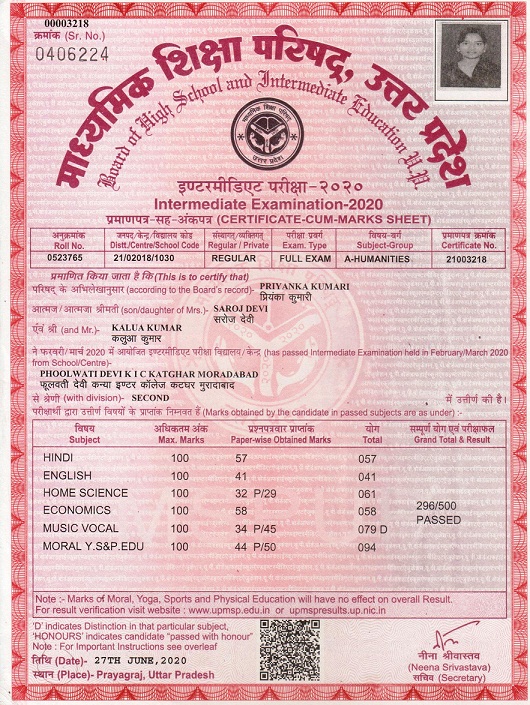 00003218
क्रमांक (Sr. No.)
0406224
माध्यमिक शिक्षा परिषद्, उत्तर प्रदेश
Board of High School and Intermediate Education U.P.
माध्यमिक शिक्षा परिषद्
उत्तर प्रदेश
इण्टरमीडिएट परीक्षा-२०२०
Intermediate Examination-2020
प्रमाणपत्र-सह-अंकपत्र (CERTIFICATE-CUM-MARKS SHEET)
अनुक्रमांक जनपद/केन्द्र/विद्यालय कोड संस्थागत/व्यक्तिगत परीक्षा प्रवर्ग विषय-वर्ग प्रमाणपत्र क्रमांक
Roll No. Distt./Centre/School Code Regular / Private Exam. Type Subject-Group Certificate No.
0523765 21/02018/1030 REGULAR FULL EXAM A-HUMANITIES 21003218
प्रमाणित किया जाता है कि (This is to certify that)
परिषद् के अभिलेखानुसार (according to the Board's record)- PRIYANKA KUMARI
प्रियंका कुमारी
आत्मज / आत्मजा श्रीमती (son/daughter of Mrs.)- SAROJ DEVI
सरोज देवी
एवं श्री (and Mr.)- KALUA KUMAR
कलुआ कुमार
ने फरवरी/ मार्च 2020 में आयोजित इण्टरमीडिएट परीक्षा विद्यालय/ केन्द्र (has passed Intermediate Examination held in February/March 2020
from School/Centre)-
PHOOLWATI DEVI K I C KATGHAR MORADABAD
फूलवती देवी कन्या इण्टर कॉलेज कटघर मुरादाबाद
से श्रेणी (with division)- SECOND में उत्तीर्ण की है।
परीक्षार्थी द्वारा उत्तीर्ण विषयों के प्राप्तांक निम्नवत हैं (Marks obtained by the candidate in passed subjects are as under) :-
विषय अधिकतम अंक प्रश्नपत्रवार प्राप्तांक योग सम्पूर्ण योग एवं परीक्षाफल
Subject Max. Marks Paper-wise Obtained Marks Total Grand Total & Result
HINDI 100 57 057
ENGLISH 100 41 041
HOME SCIENCE 100 32 P/29 061
ECONOMICS 100 58 058
296/500
PASSED
MUSIC VOCAL 100 34 P/45 079 D
MORAL Y.S&P.EDU 100 44 P/50 094
Note :- Marks of Moral, Yoga, Sports and Physical Education will have no effect on overall Result.
For result verification visit website : www.upmsp.edu.in or upmspresults.up.nic.in
'D' indicates Distinction in that particular subject,
'HONOURS' indicates candidate "passed with honour"
Note : For Important Instructions see overleaf
तिथि (Date)- 27TH JUNE,2020
स्थान (Place)- Prayagraj, Uttar Pradesh
नीना श्रीवास्तव
(Neena Srivastava)
सचिव (Secretary)